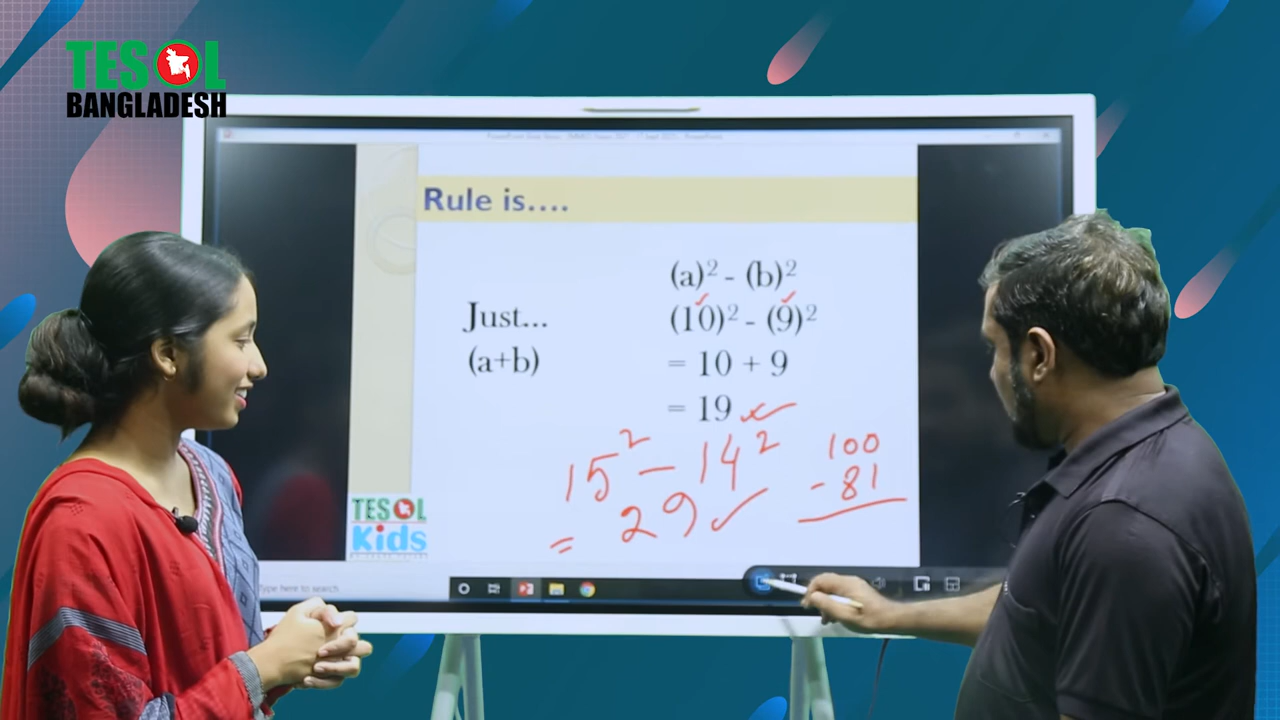 TESOL
BANGLADESH
Rule is....
(a)² - (b)²
Just...
(10)² - (9)²
(a+b)
= 10 + 9
= 19
15² - 14²
= 29
100
- 81
TESOL
Kids
Type here to search